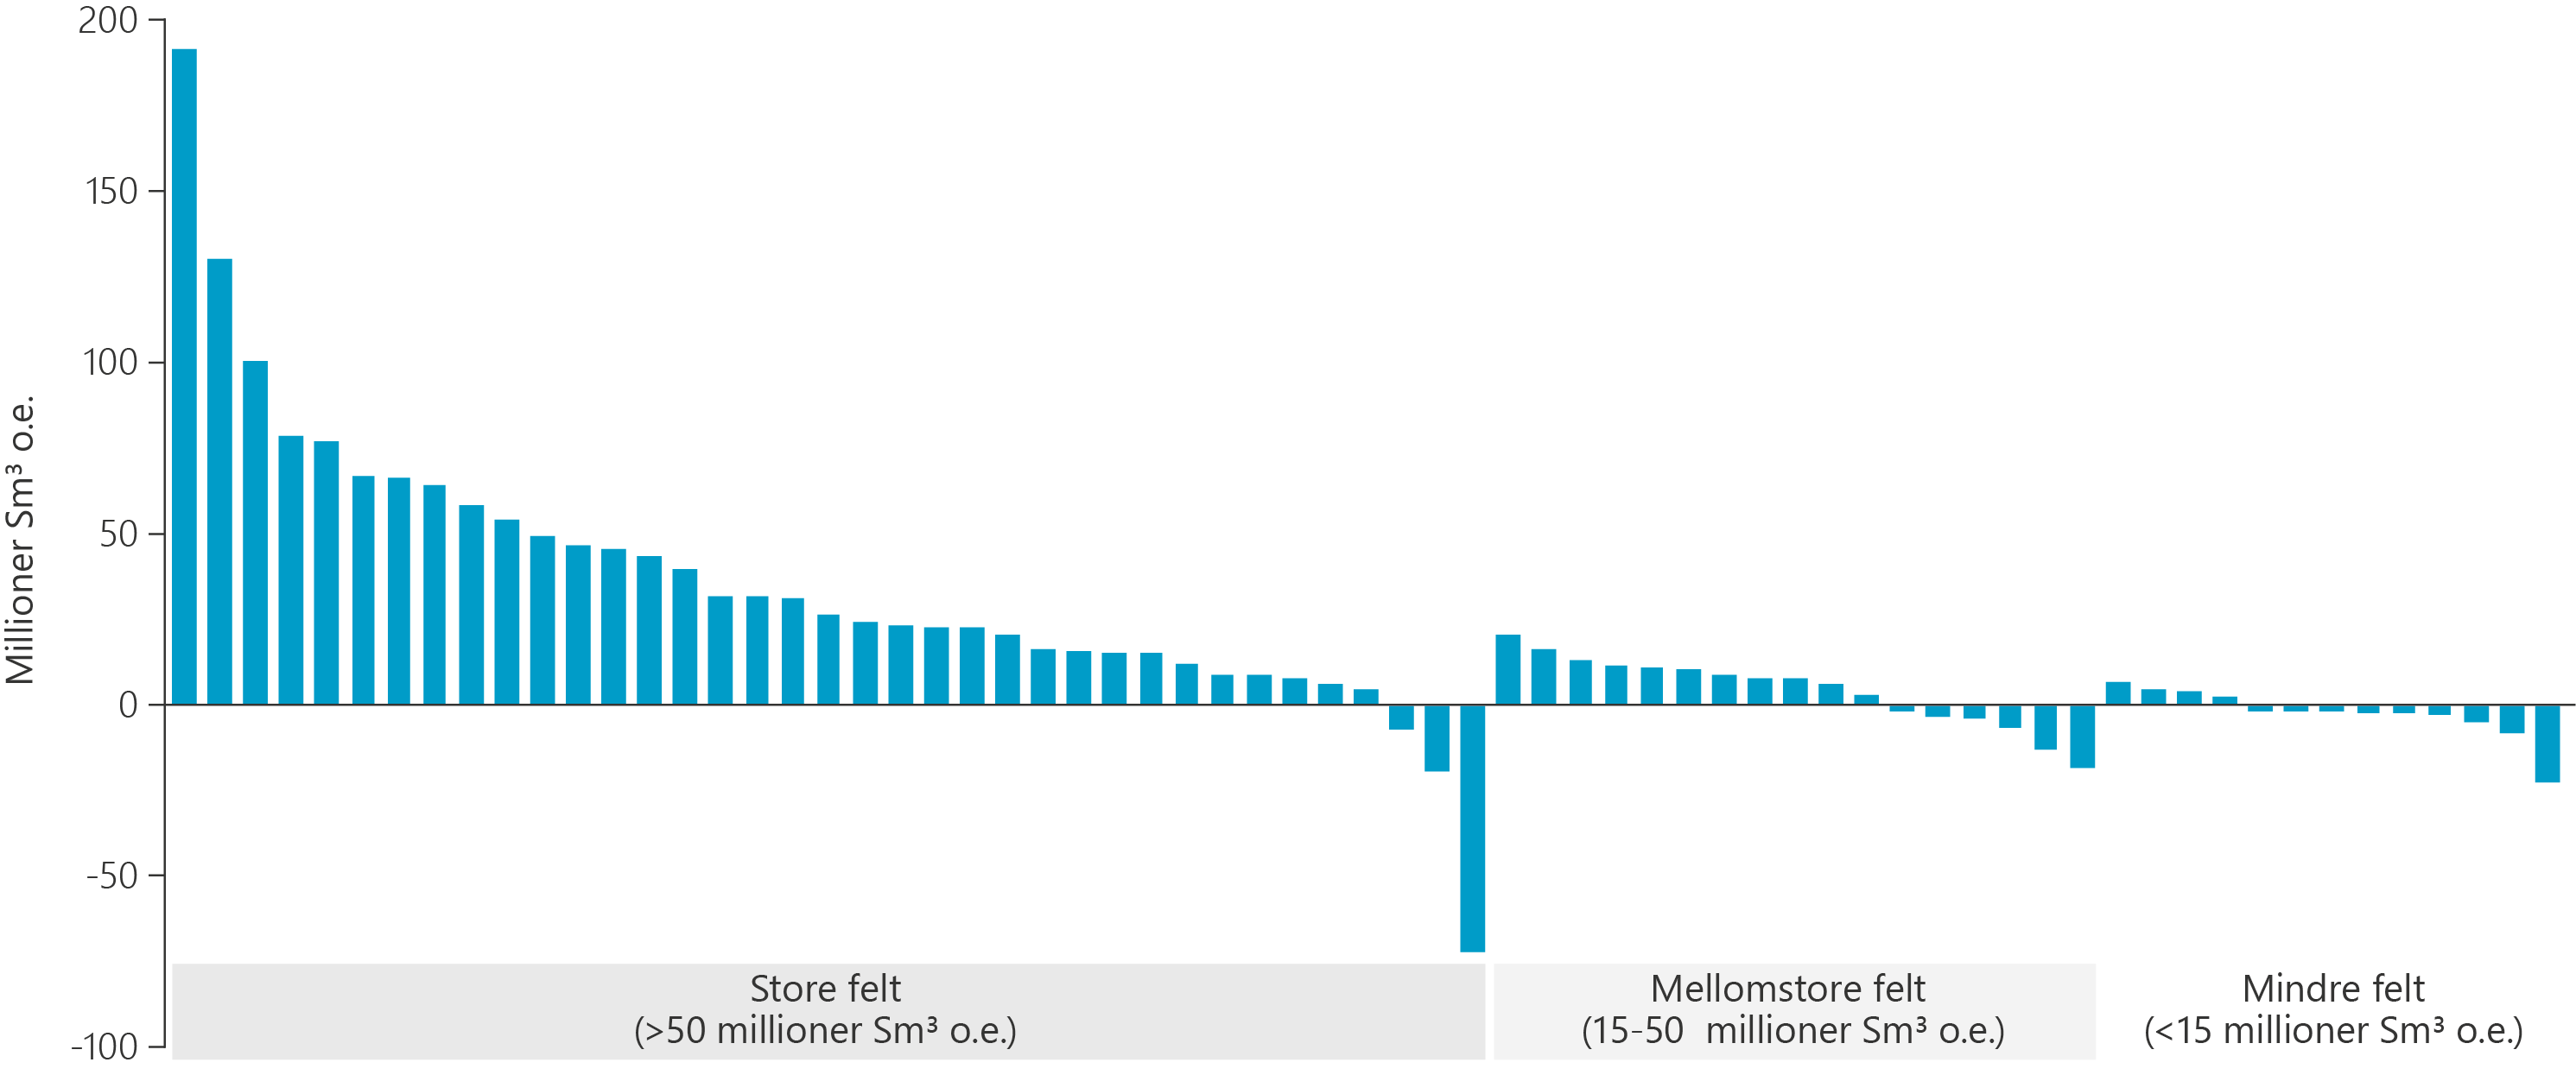 200
150
100
50
0
-50
-100
Millioner Sm³ o.e.
Store felt
(>50 millioner Sm³ o.e.)
Mellomstore felt
(15-50  millioner Sm³ o.e.)
Mindre felt
(<15 millioner Sm³ o.e.)